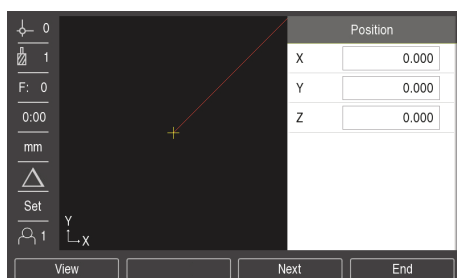 0
1
F: 0
0:00
mm
Set
1
Y
X
Position
X 0.000
Y 0.000
Z 0.000
View Next End